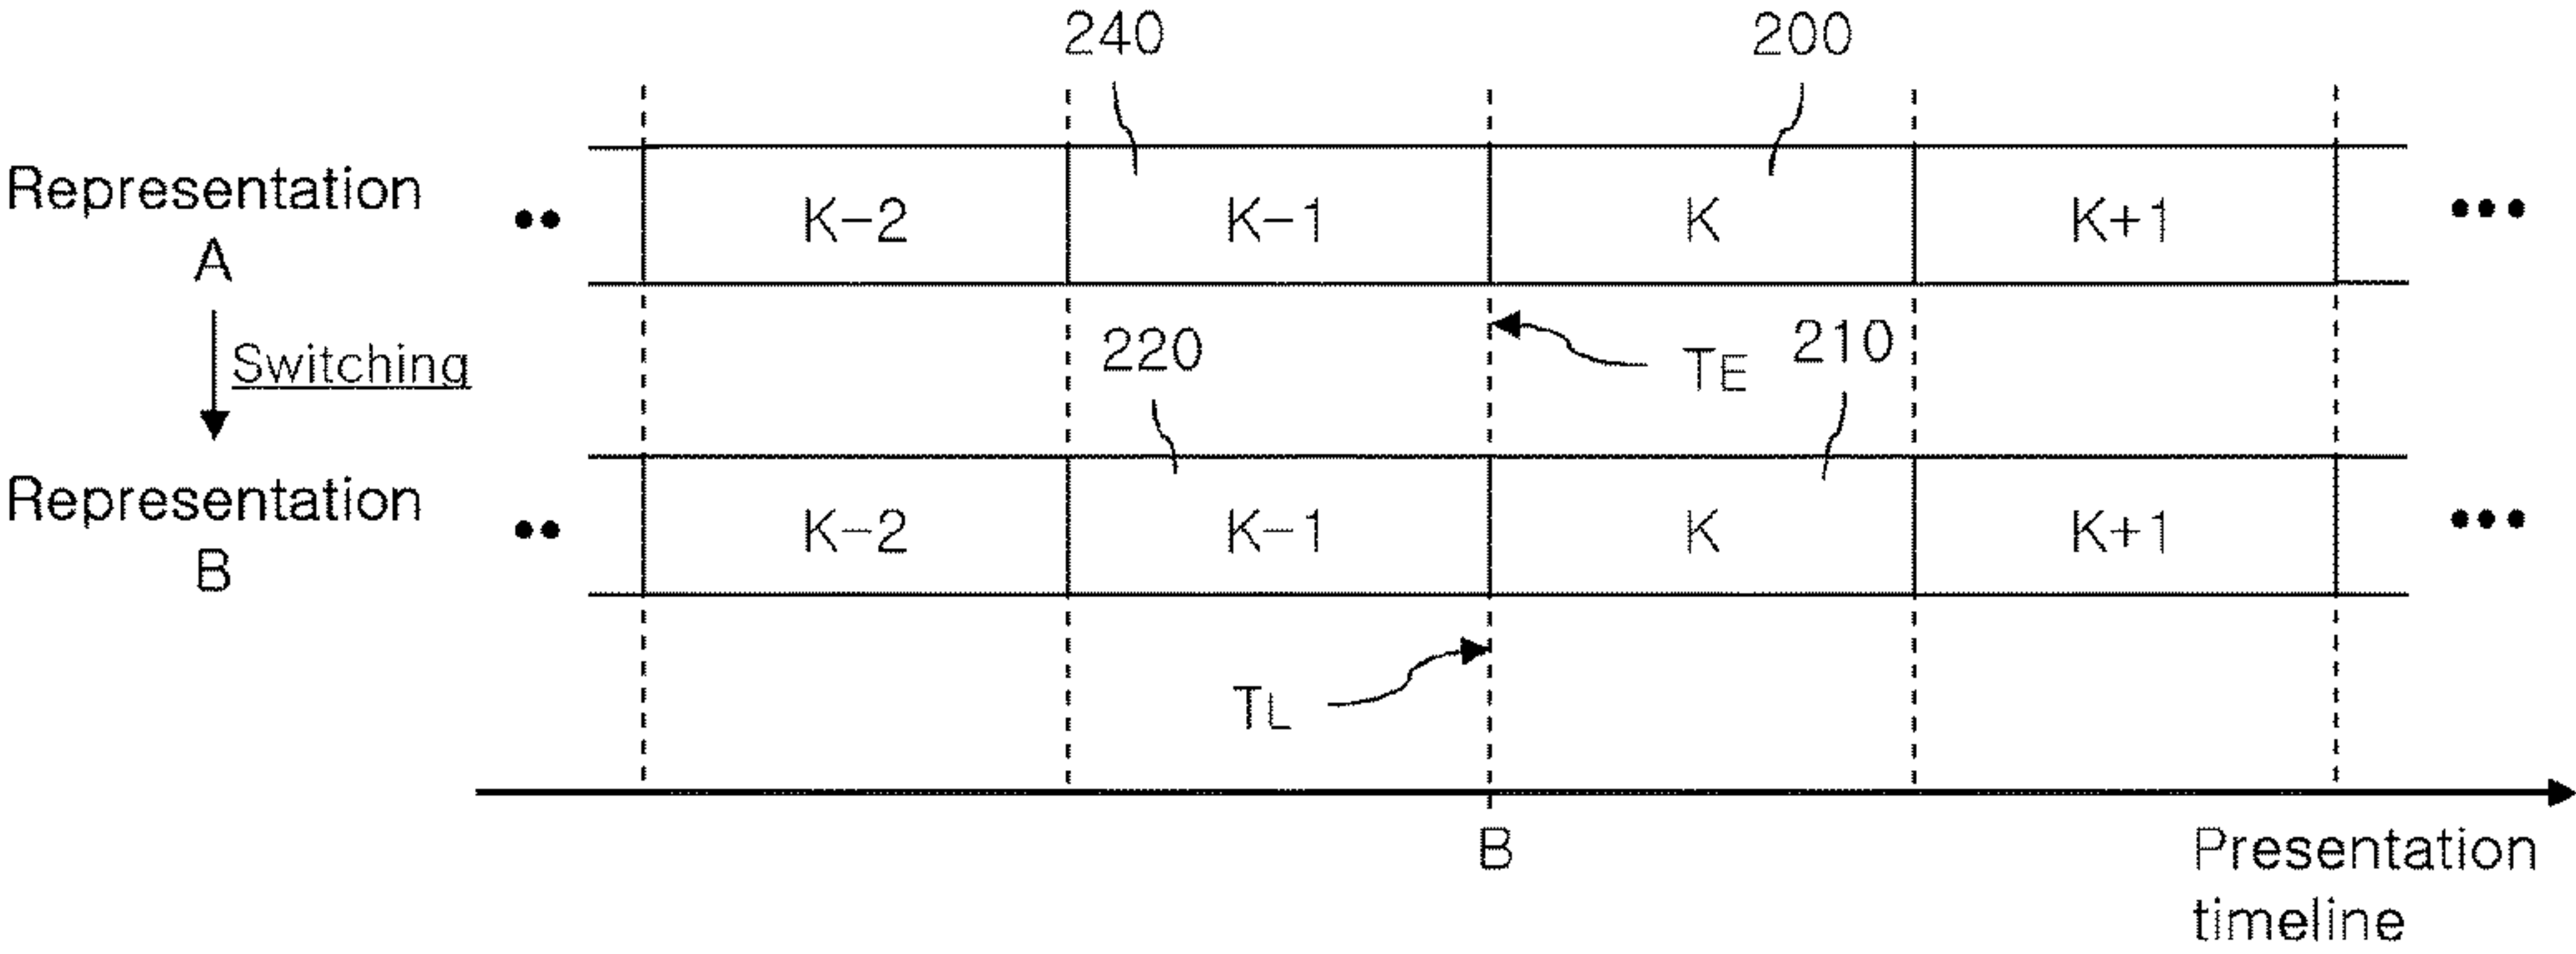 240
200
Representation
A
•• K-2 K-1 K K+1 •••
Switching
220
TE
210
Representation
B
•• K-2 K-1 K K+1 •••
TL
B
Presentation
timeline